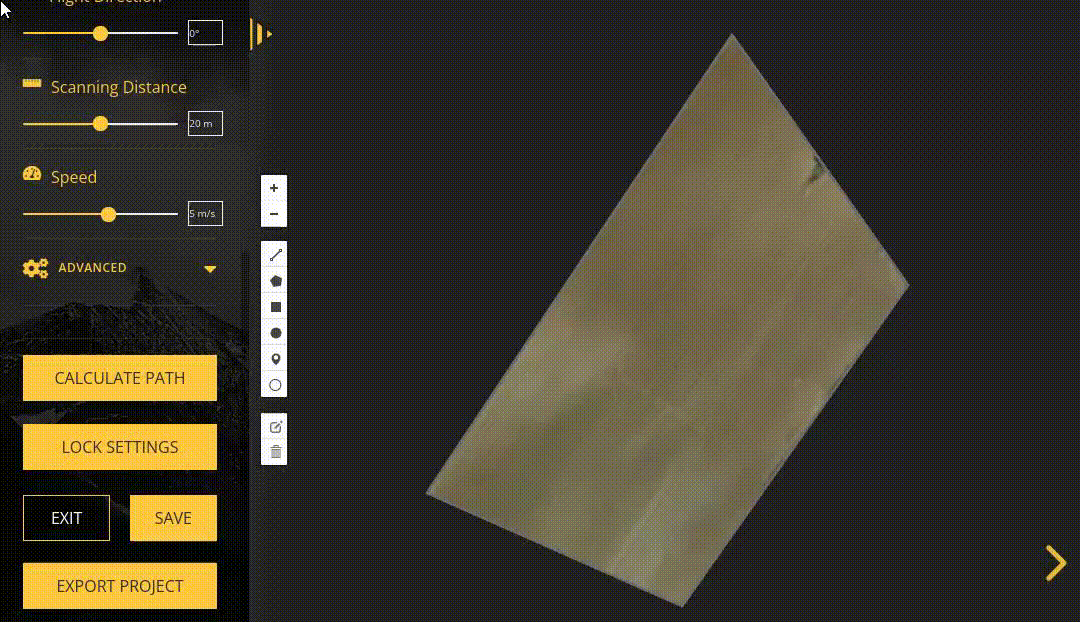 Flight Direction
0°
Scanning Distance
20 m
Speed
5 m/s
ADVANCED
CALCULATE PATH
LOCK SETTINGS
EXIT
SAVE
EXPORT PROJECT